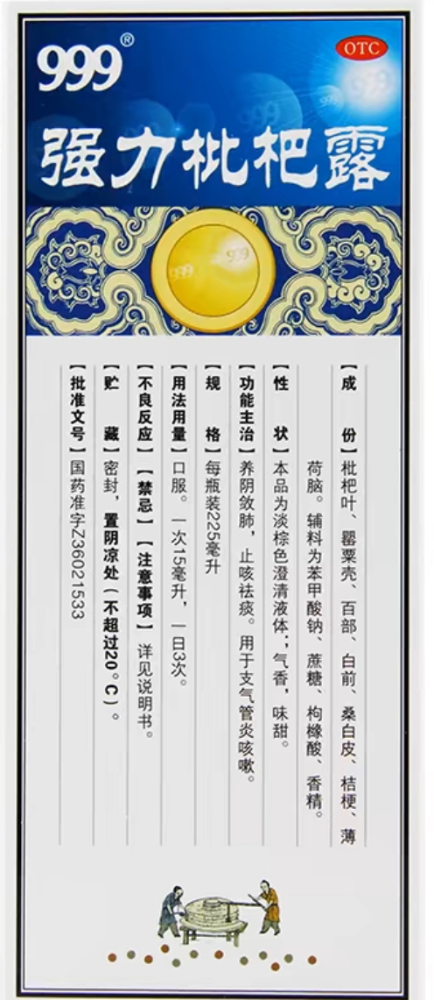 999®
OTC
强力枇杷露
【成 份】枇杷叶、罂粟壳、百部、白前、桑白皮、桔梗、薄
荷脑。辅料为苯甲酸钠、蔗糖、枸橼酸、香精。
【性 状】本品为淡棕色澄清液体；气香，味甜。
【功能主治】养阴敛肺，止咳祛痰。用于支气管炎咳嗽。
【规 格】每瓶装225毫升
【用法用量】口服。一次15毫升，一日3次。
【不良反应】【禁忌】【注意事项】详见说明书。
【贮 藏】密封，置阴凉处（不超过20°C）。
【批准文号】国药准字Z36021533